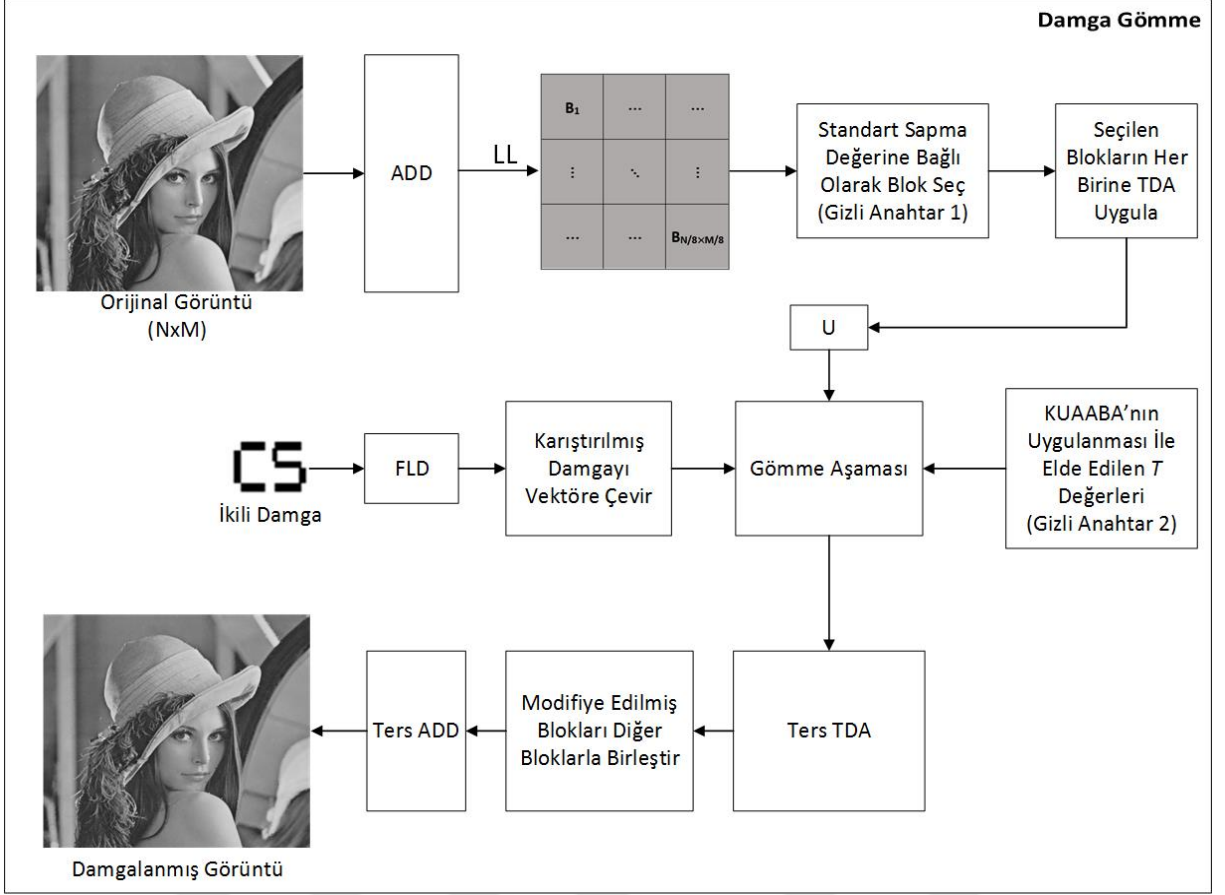 Damga Gömme
ADD
LL
B1
...
...
⋮
⋱
⋮
...
...
BN/8×M/8
Standart Sapma
Değerine Bağlı
Olarak Blok Seç
(Gizli Anahtar 1)
Seçilen
Blokların Her
Birine TDA
Uygula
Orijinal Görüntü
(NxM)
U
CS
İkili Damga
FLD
Karıştırılmış
Damgayı
Vektöre Çevir
Gömme Aşaması
KUAABA’nın
Uygulanması İle
Elde Edilen T
Değerleri
(Gizli Anahtar 2)
Damgalanmış Görüntü
Ters ADD
Modifiye Edilmiş
Blokları Diğer
Bloklarla Birleştir
Ters TDA